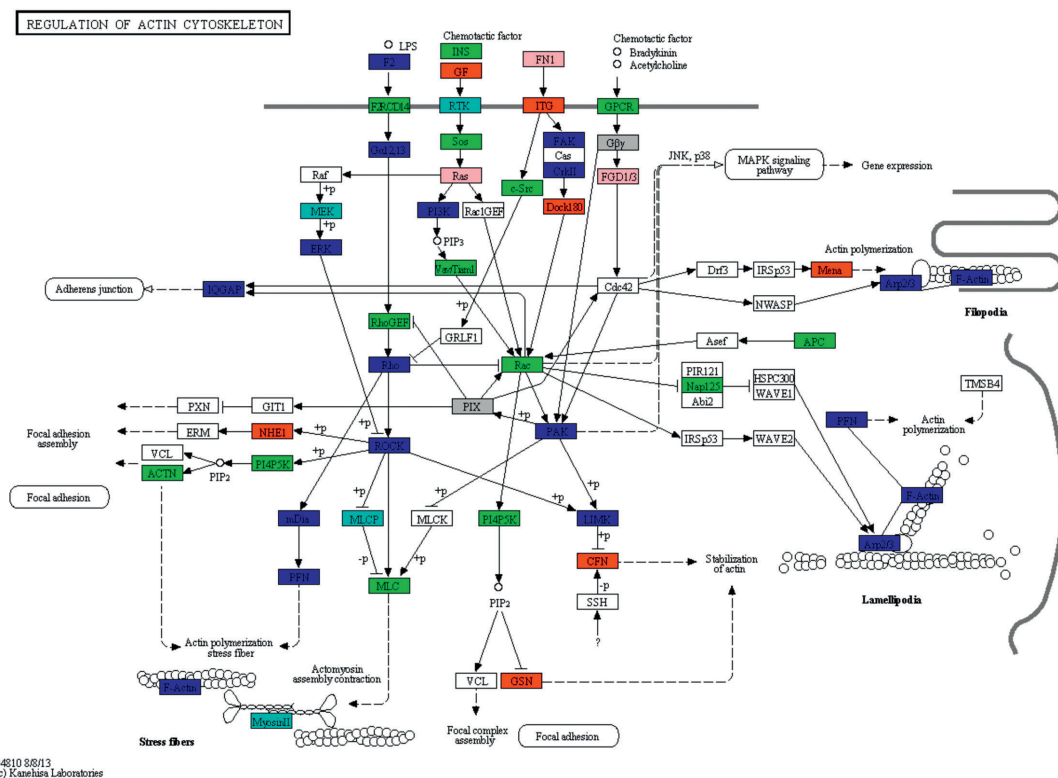 REGULATION OF ACTIN CYTOSKELETON
LPS
F2
Chemotactic factor
INS
GF
FN1
Chemotactic factor
Bradykinin
Acetylcholine
F2R CD14
RTK
ITG
GPCR
Gα12,13
Sos
FAK
Cas
CrkII
Gβγ
JNK, p38
MAPK signaling
pathway
Gene expression
Raf
Ras
c-Src
FGD1/3
+p
MEK
+p
ERK
PI3K
Rac1GEF
Dock180
PIP3
Tiam1
Actin polymerization
Drf3
IRSp53
Mena
Arp2/3
F-Actin
Filopodia
Adherens junction
IQGAP
+p
Cdc42
NWASP
RhoGEF
GRLF1
Asef
APC
Rho
Rac
PIR121
Nap125
Abi2
HSPC300
WAVE1
TMSB4
PXN
GIT1
PIX
+p
PFN
Actin
polymerization
Focal adhesion
assembly
ERM
NHE1
+p
ROCK
PAK
IRSp53
WAVE2
VCL
ACTN
PIP2
+p
PI4P5K
+p
Focal adhesion
+p
+p
+p
+p
F-Actin
mDia
MLCP
MLCK
PI4P5K
LIMK
+p
Arp2/3
-p
+p
CFN
Stabilization
of actin
PFN
MLC
-p
PIP2
SSH
Lamellipodia
?
Actin polymerization
stress fiber
Actomyosin
assembly contraction
VCL
GSN
F-Actin
MyosinII
Stress fibers
Focal complex
assembly
Focal adhesion
4810 8/8/13
c) Kanehisa Laboratories